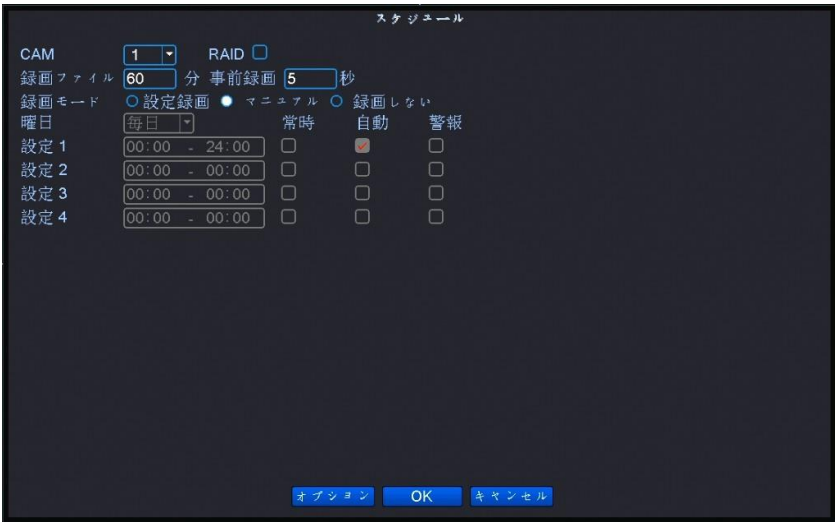 スケジュール
CAM 1 RAID
録画ファイル 60 分 事前録画 5 秒
録画モード 設定録画 マニュアル 録画しない
曜日 毎日 常時 自動 警報
設定 1 00:00 - 24:00
設定 2 00:00 - 00:00
設定 3 00:00 - 00:00
設定 4 00:00 - 00:00
オプション OK キャンセル